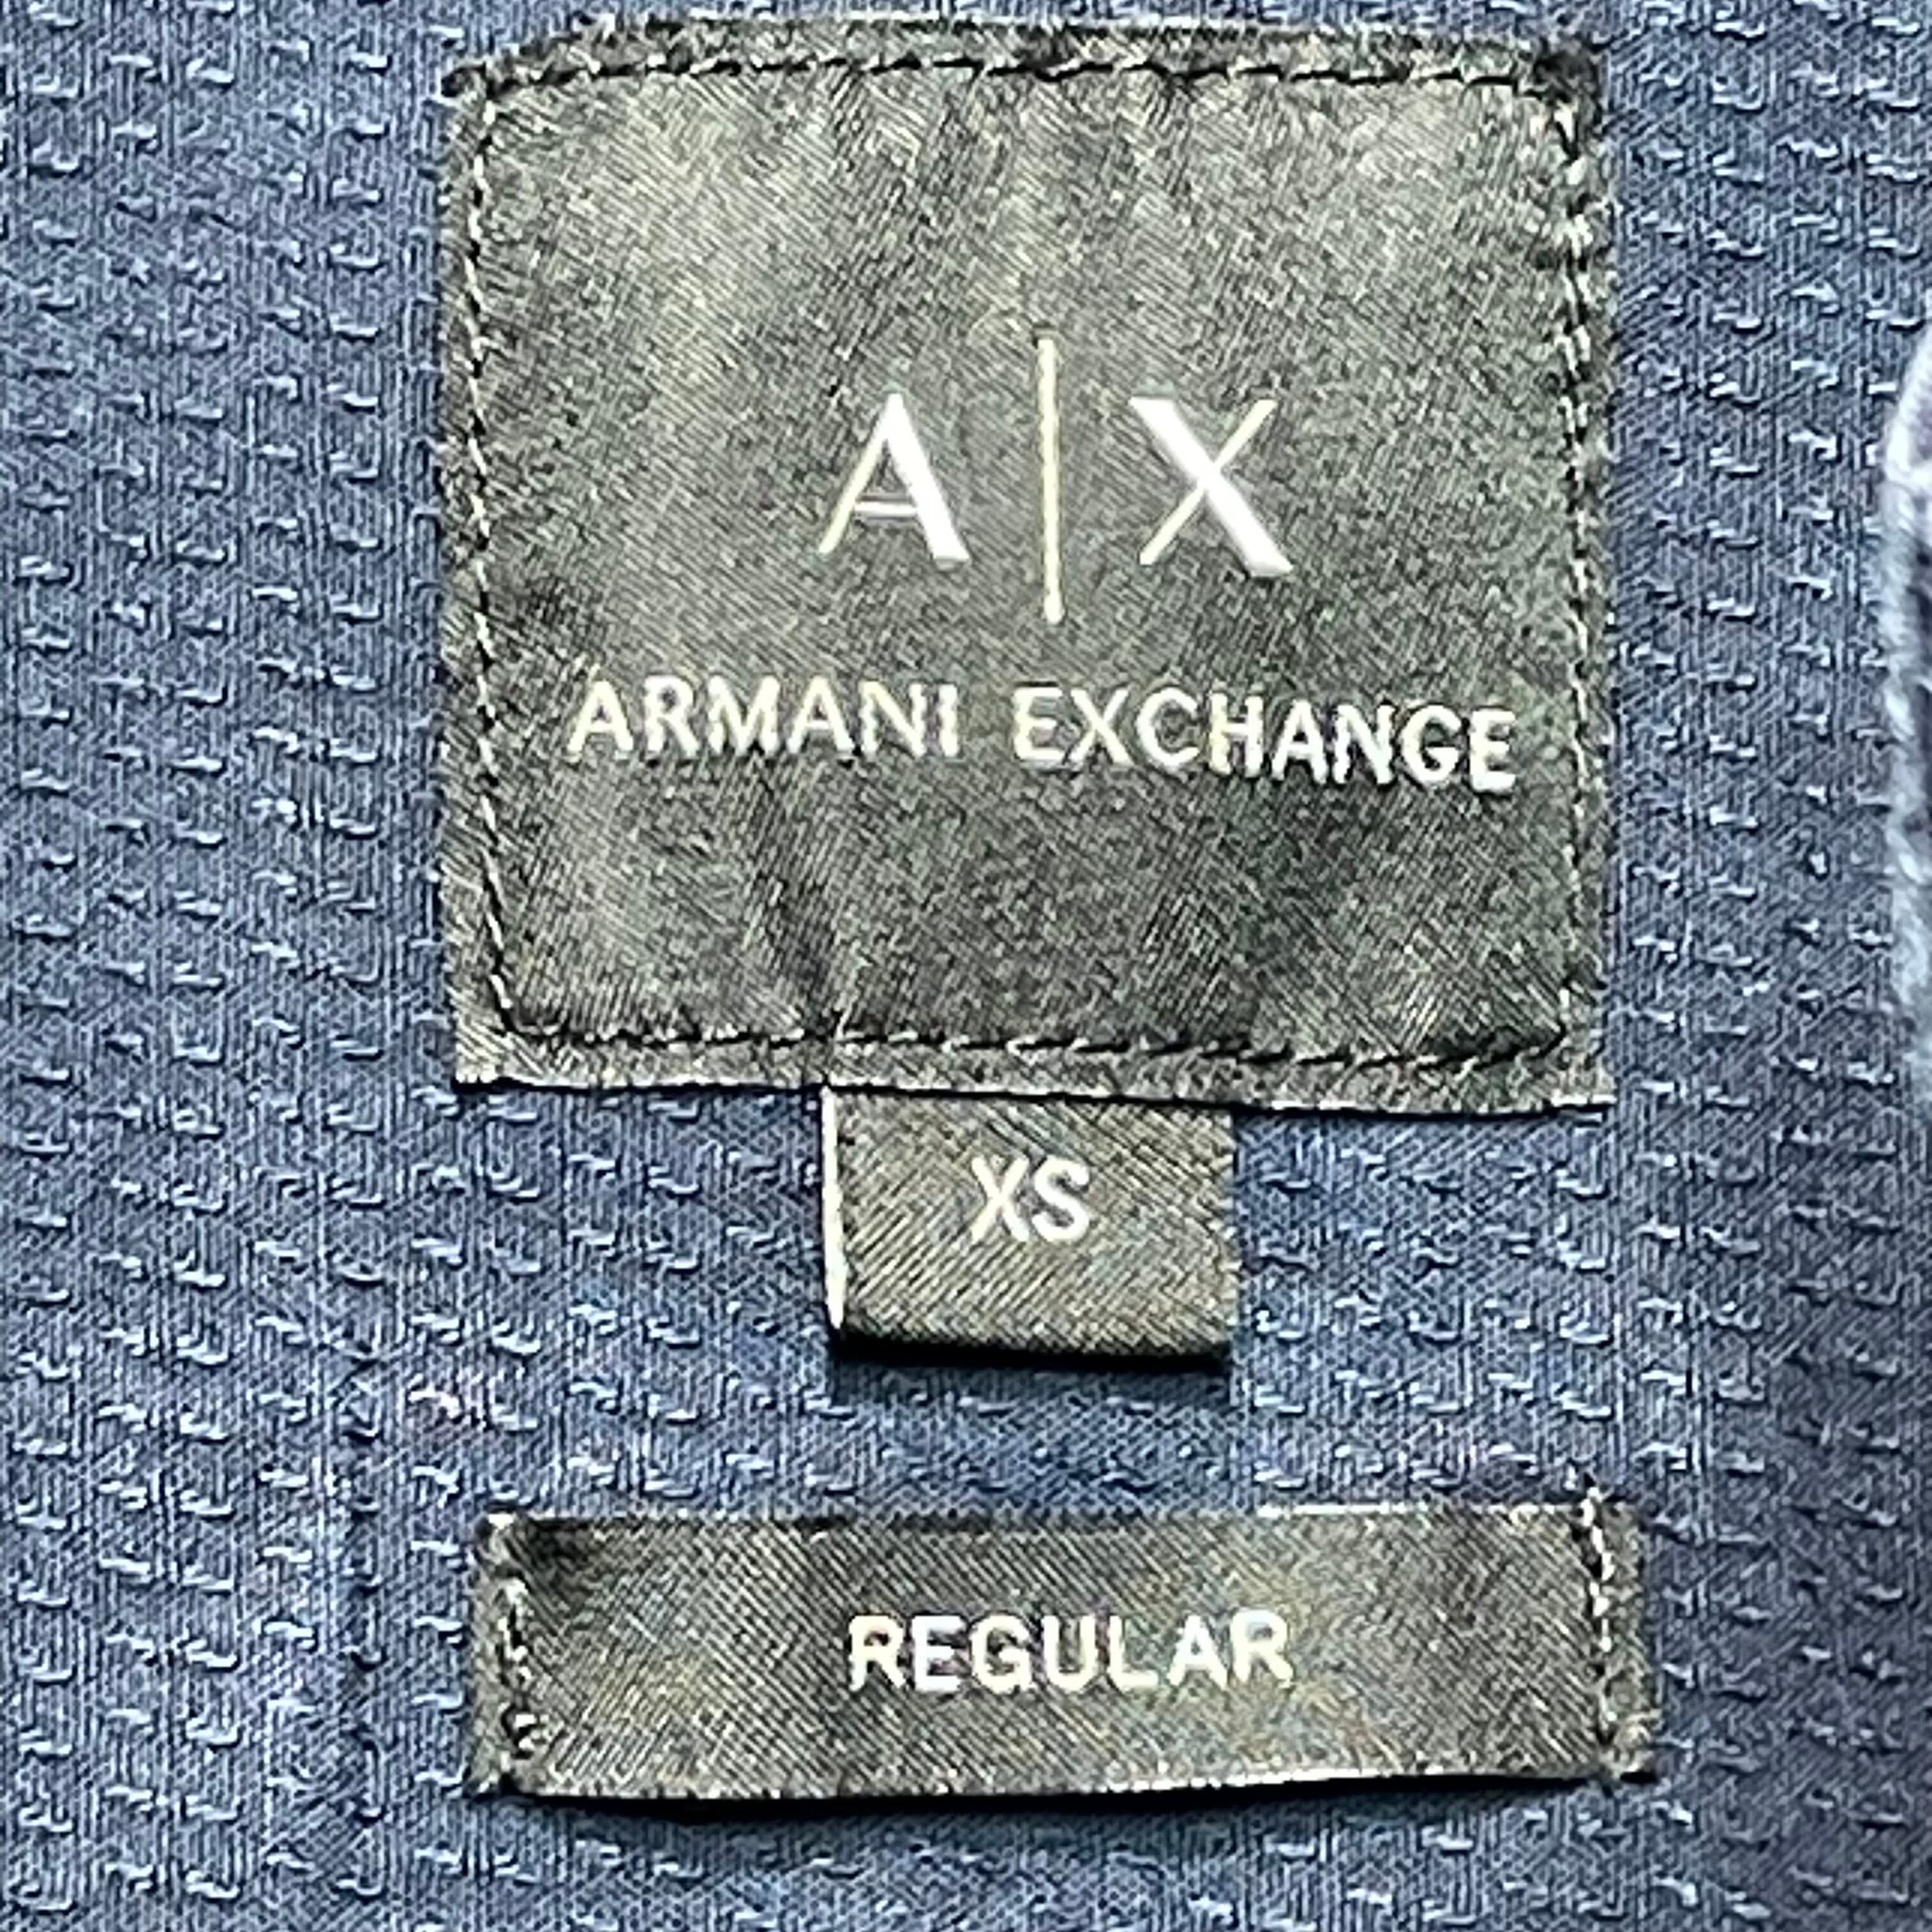 A|X
ARMANI EXCHANGE
XS
REGULAR